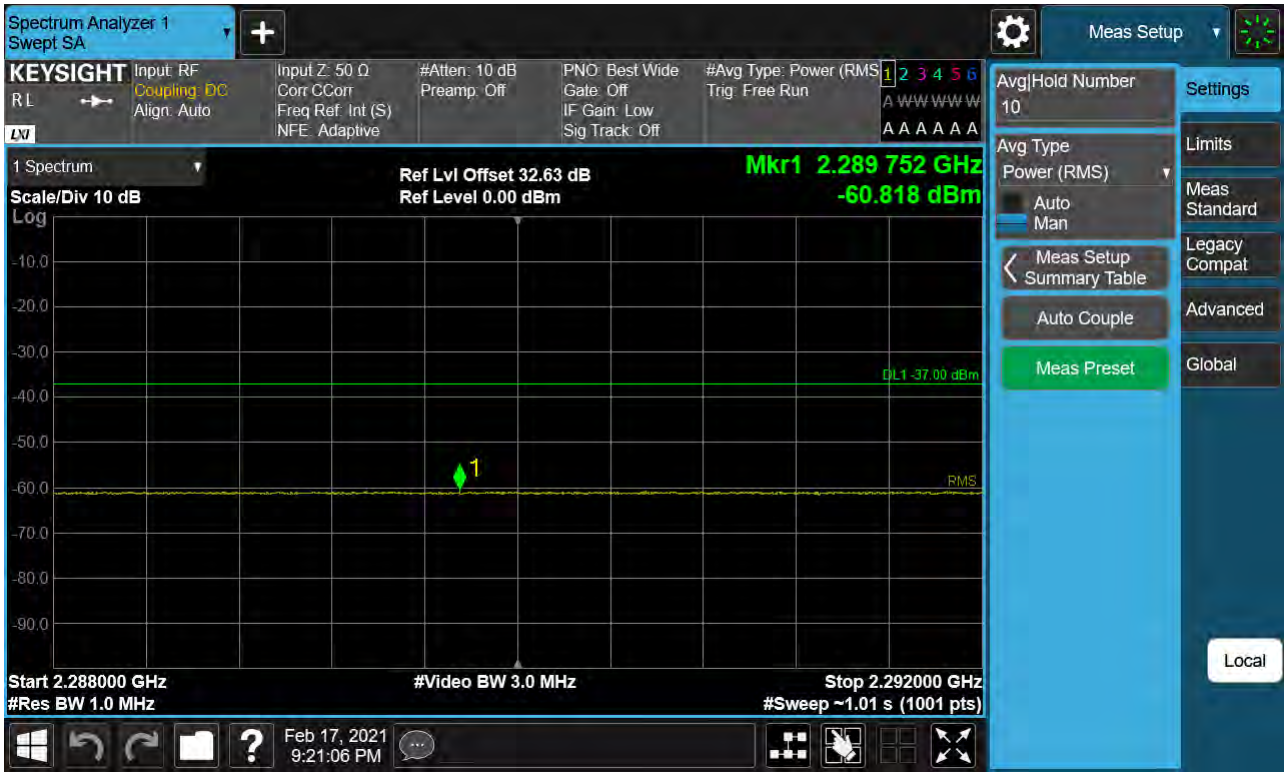 Spectrum Analyzer 1
Swept SA
+
Meas Setup
KEYSIGHT
RL
LXI
Input: RF
Coupling: DC
Align: Auto
Input Z: 50 Ω
Corr CCorr
Freq Ref: Int (S)
NFE: Adaptive
#Atten: 10 dB
Preamp: Off
PNO: Best Wide
Gate: Off
IF Gain: Low
Sig Track: Off
#Avg Type: Power (RMS
Trig: Free Run
1 2 3 4 5 6
A W W W W W
A A A A A A
1 Spectrum
Scale/Div 10 dB
Ref Lvl Offset 32.63 dB
Ref Level 0.00 dBm
Mkr1 2.289 752 GHz
-60.818 dBm
Log
-10.0
-20.0
-30.0
DL1 -37.00 dBm
-40.0
-50.0
1
-60.0
RMS
-70.0
-80.0
-90.0
Start 2.288000 GHz
#Video BW 3.0 MHz
Stop 2.292000 GHz
#Res BW 1.0 MHz
#Sweep ~1.01 s (1001 pts)
?
Feb 17, 2021
9:21:06 PM
Avg|Hold Number
10
Avg Type
Power (RMS)
Auto
Man
Meas Setup
Summary Table
Auto Couple
Meas Preset
Settings
Limits
Meas
Standard
Legacy
Compat
Advanced
Global
Local